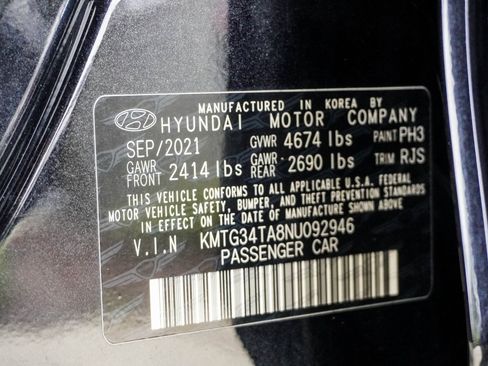 MANUFACTURED IN KOREA BY
HYUNDAI MOTOR COMPANY
SEP/2021 GVWR 4674 lbs PAINT PH3
GAWR FRONT 2414 lbs GAWR REAR 2690 lbs TRIM RJS
THIS VEHICLE CONFORMS TO ALL APPLICABLE U.S.A. FEDERAL
MOTOR VEHICLE SAFETY, BUMPER, AND THEFT PREVENTION STANDARDS
IN EFFECT ON THE DATE OF MANUFACTURE SHOWN ABOVE.
V.I.N KMTG34TA8NU092946
PASSENGER CAR